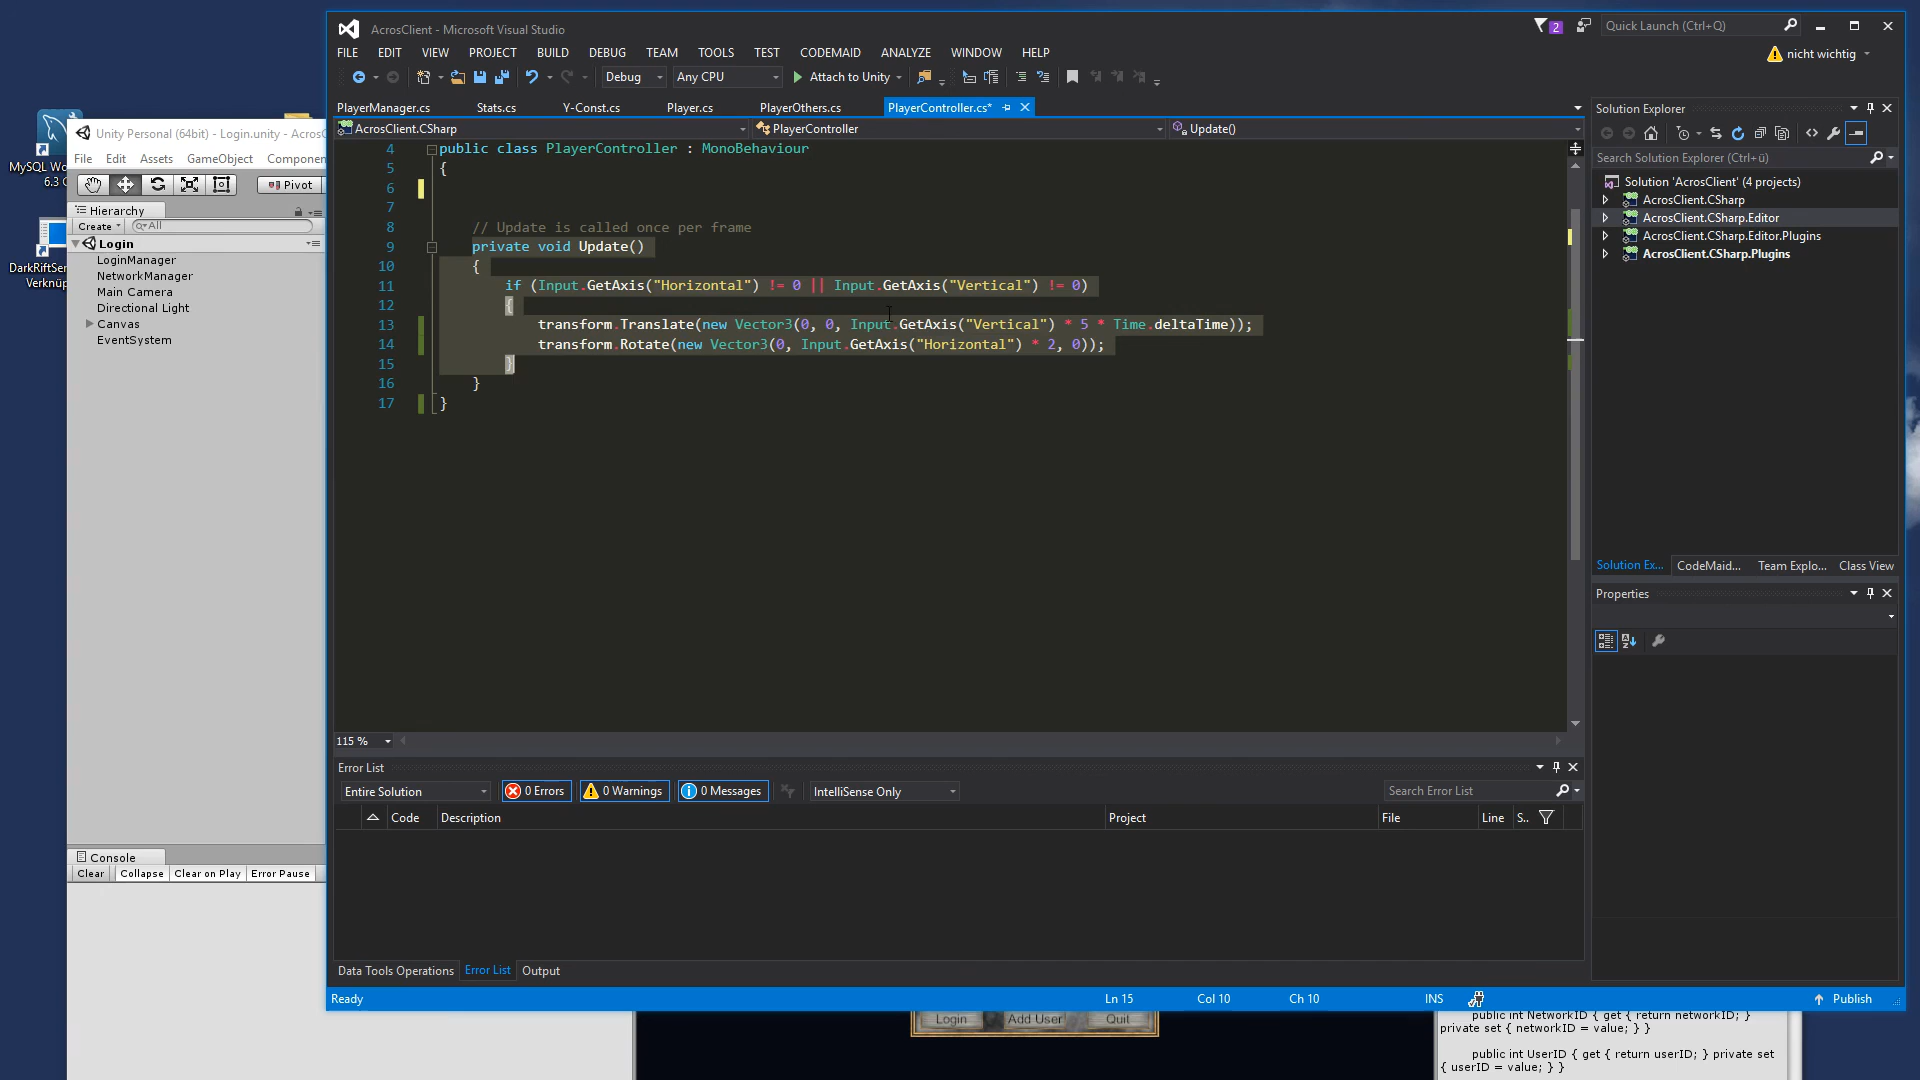 AcrosClient - Microsoft Visual Studio
2
Quick Launch (Ctrl+Q)
FILE EDIT VIEW PROJECT BUILD DEBUG TEAM TOOLS TEST CODEMAID ANALYZE WINDOW HELP
nicht wichtig
Debug Any CPU Attach to Unity
PlayerManager.cs Stats.cs Y-Const.cs Player.cs PlayerOthers.cs PlayerController.cs*
AcrosClient.CSharp PlayerController Update()
4 public class PlayerController : MonoBehaviour
5 {
6
7
8 // Update is called once per frame
9 private void Update()
10 {
11 if (Input.GetAxis("Horizontal") != 0 || Input.GetAxis("Vertical") != 0)
12 {
13 transform.Translate(new Vector3(0, 0, Input.GetAxis("Vertical") * 5 * Time.deltaTime));
14 transform.Rotate(new Vector3(0, Input.GetAxis("Horizontal") * 2, 0));
15 }
16 }
17 }
115 %
Error List
Entire Solution 0 Errors 0 Warnings 0 Messages IntelliSense Only Search Error List
Code Description Project File Line S..
Data Tools Operations Error List Output
Ready Ln 15 Col 10 Ch 10 INS Publish
Solution Explorer
Search Solution Explorer (Ctrl+ü)
Solution 'AcrosClient' (4 projects)
AcrosClient.CSharp
AcrosClient.CSharp.Editor
AcrosClient.CSharp.Editor.Plugins
AcrosClient.CSharp.Plugins
Solution Ex... CodeMaid... Team Explo... Class View
Properties
MySQL Wo
6.3 C
DarkRiftSer
Verknüp
Unity Personal (64bit) - Login.unity - Acros
File Edit Assets GameObject Componen
Pivot
Hierarchy
Create All
Login
LoginManager
NetworkManager
Main Camera
Directional Light
Canvas
EventSystem
Console
Clear Collapse Clear on Play Error Pause
Login Add User Quit
public int NetworkID { get { return networkID; }
private set { networkID = value; } }
public int UserID { get { return userID; } private set
{ userID = value; } }